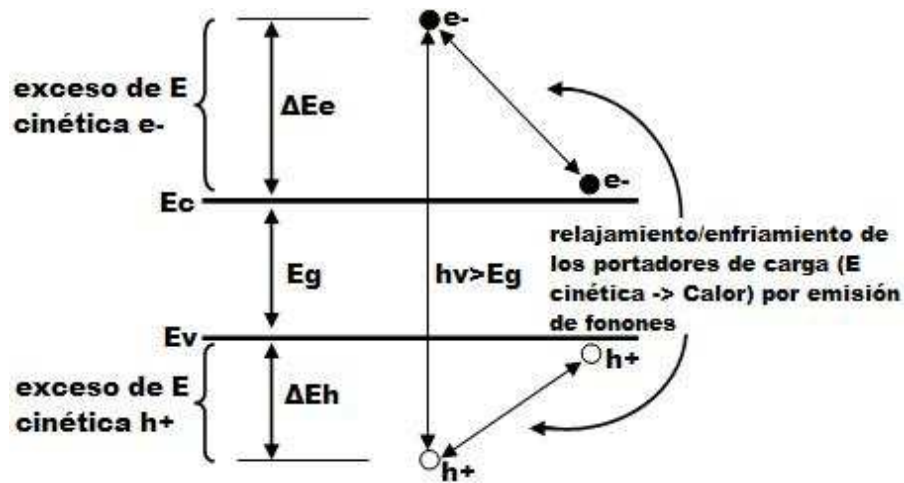 e-
exceso de E
cinética e-
ΔEe
e-
Ec
Eg
hv>Eg
relajamiento/enfriamiento de
los portadores de carga (E
cinética -> Calor) por emisión
de fonones
Ev
h+
exceso de E
cinética h+
ΔEh
h+